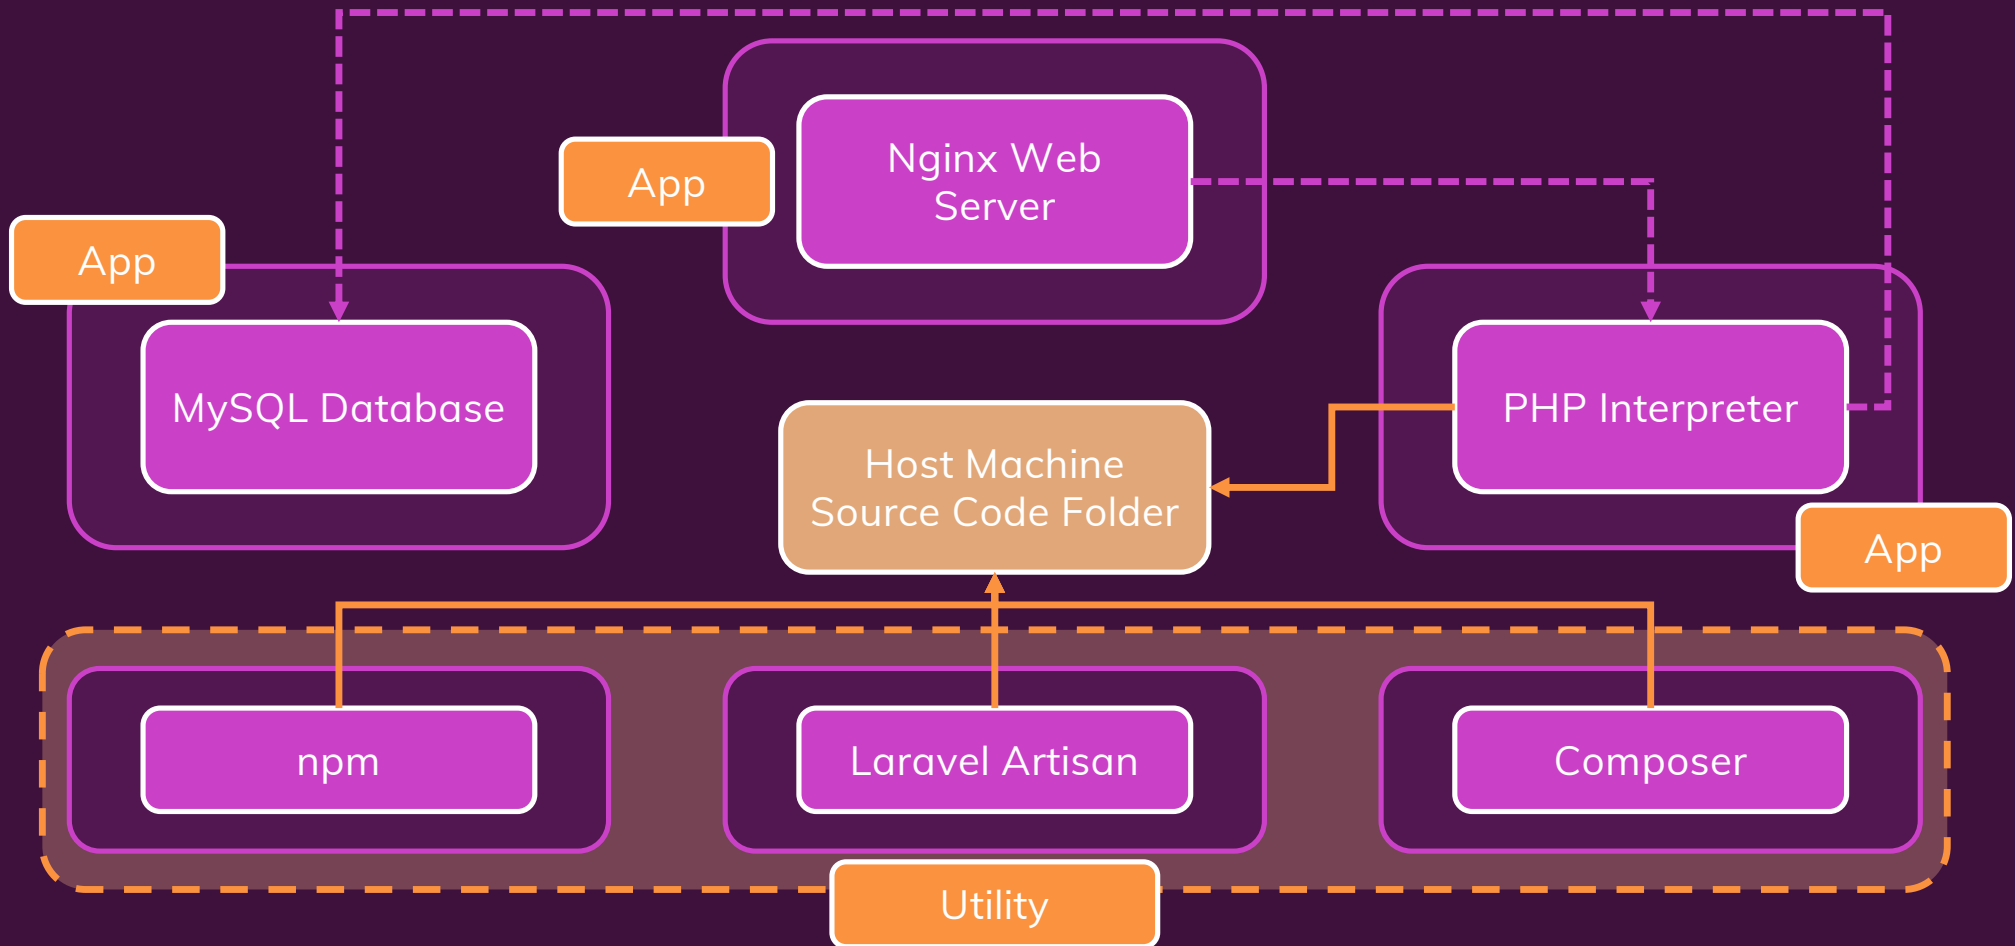 Nginx Web
Server
App
App
MySQL Database
PHP Interpreter
Host Machine
Source Code Folder
App
npm
Laravel Artisan
Composer
Utility